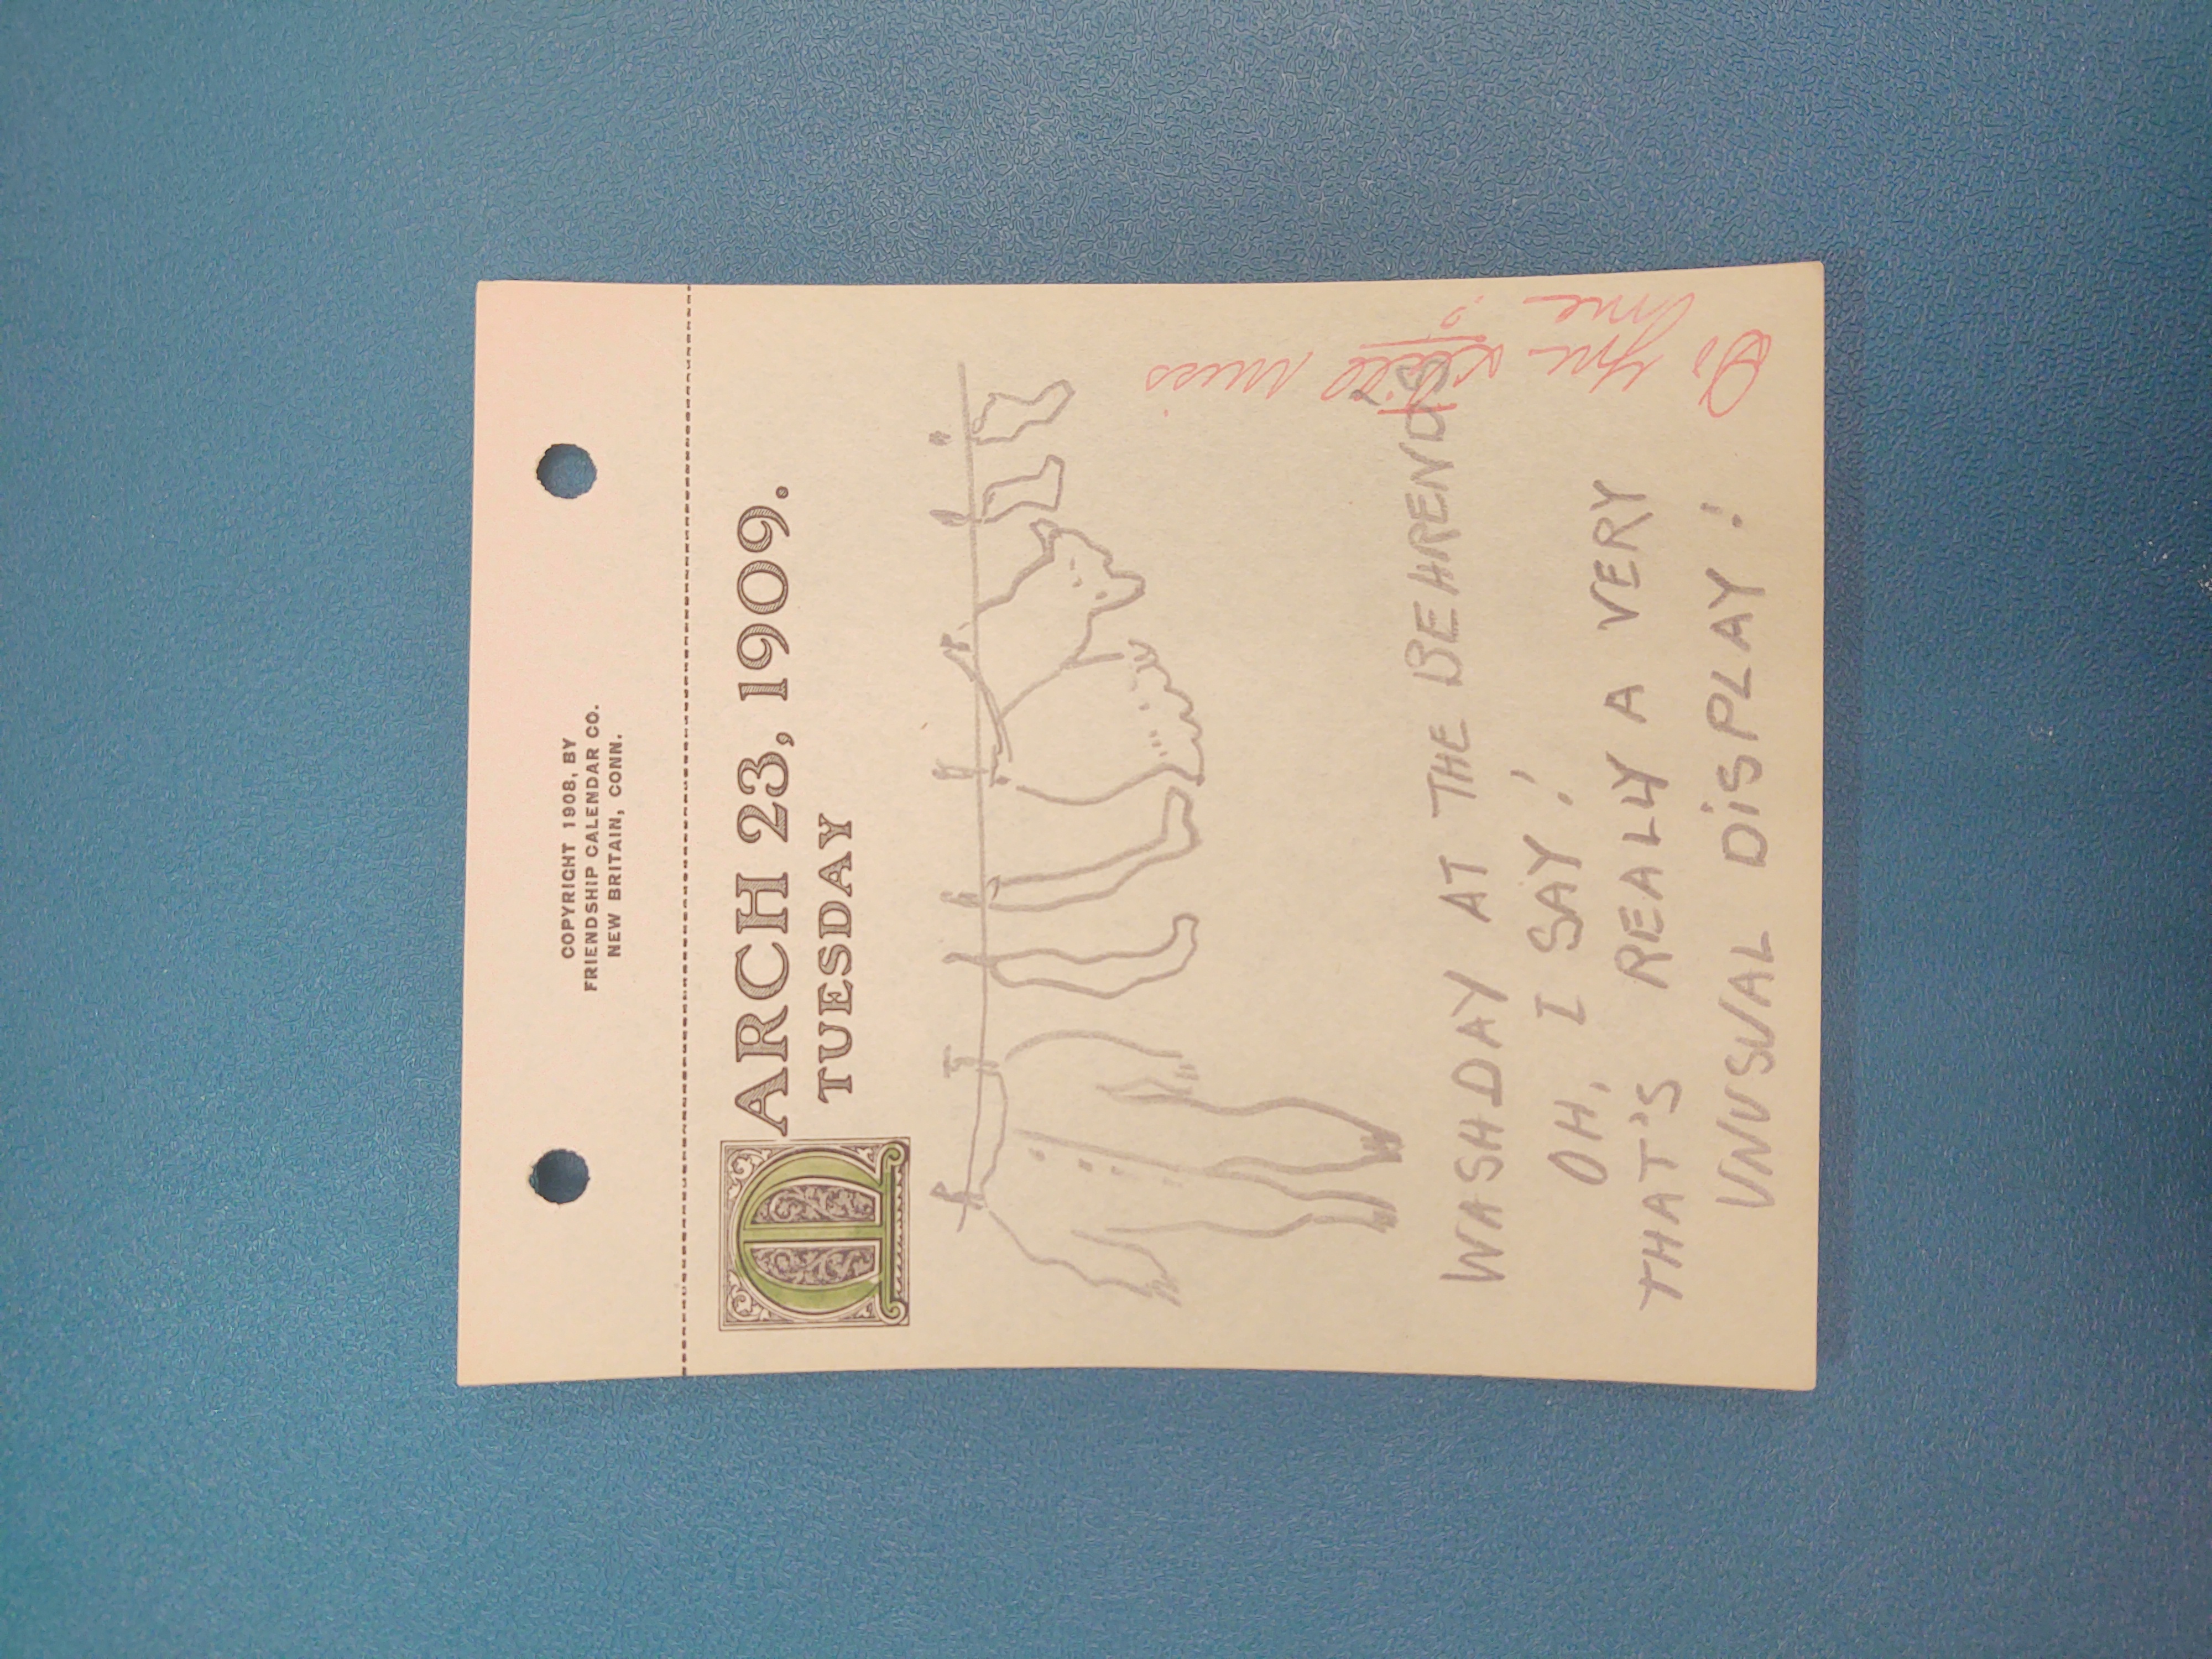 COPYRIGHT 1908, BY
FRIENDSHIP CALENDAR CO.
NEW BRITAIN, CONN.
MARCH 23, 1909.
TUESDAY
WASHDAY AT THE BEHRENDS
OH, I SAY!
THAT'S REALLY A VERY
UNUSUAL DISPLAY!
Do you still miss
me?